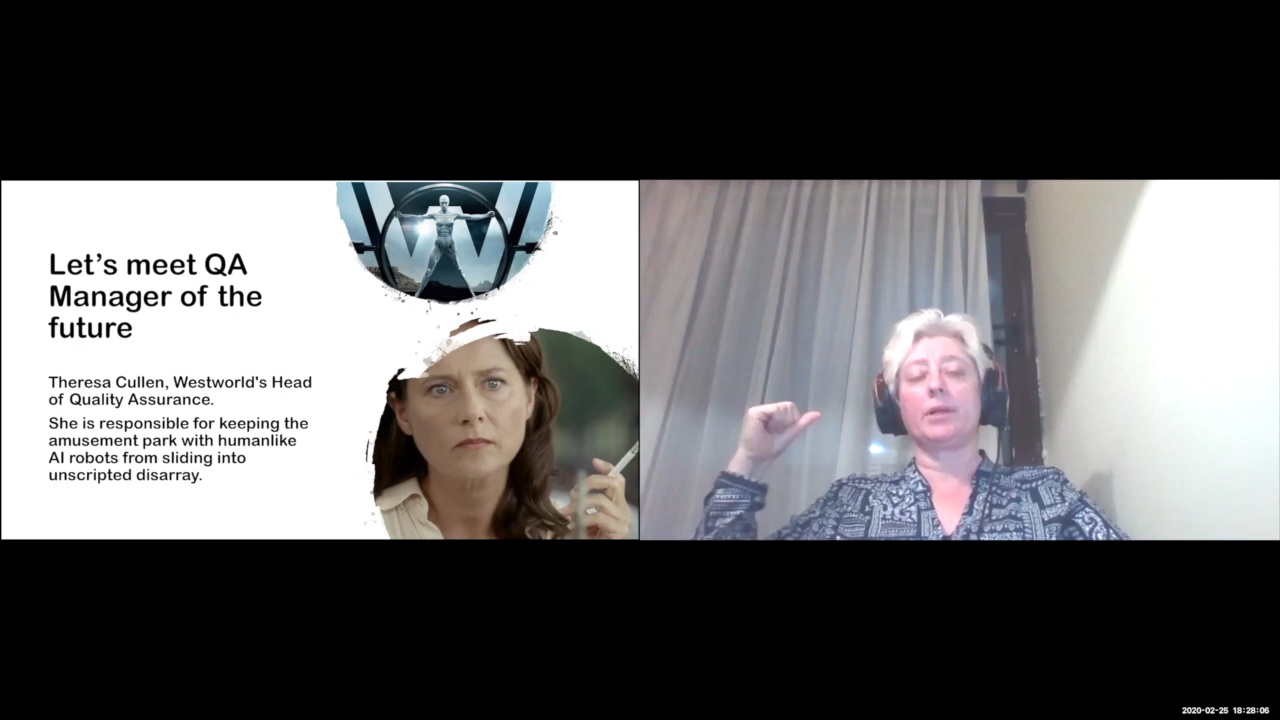 Let's meet QA
Manager of the
future
Theresa Cullen, Westworld's Head
of Quality Assurance.
She is responsible for keeping the
amusement park with humanlike
AI robots from sliding into
unscripted disarray.
2020-02-25 18:28:06